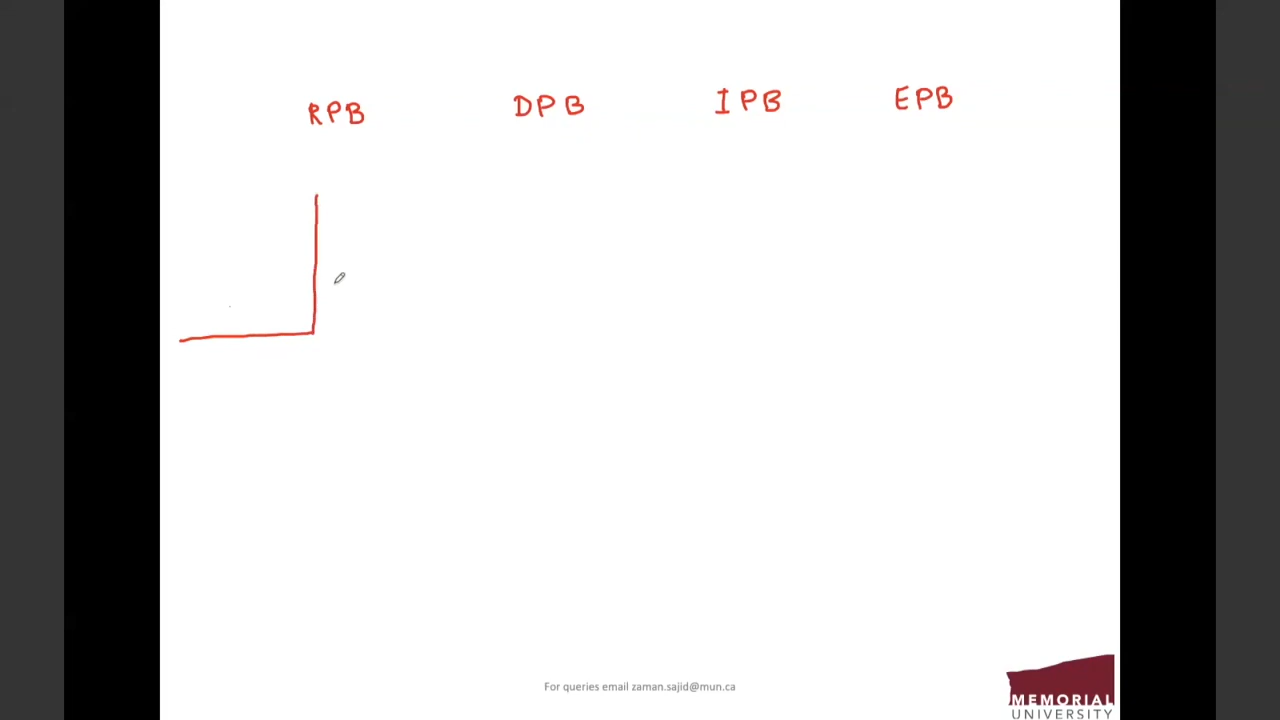 RPB DPB IPB EPB
For queries email zaman.sajid@mun.ca
MEMORIAL
UNIVERSITY